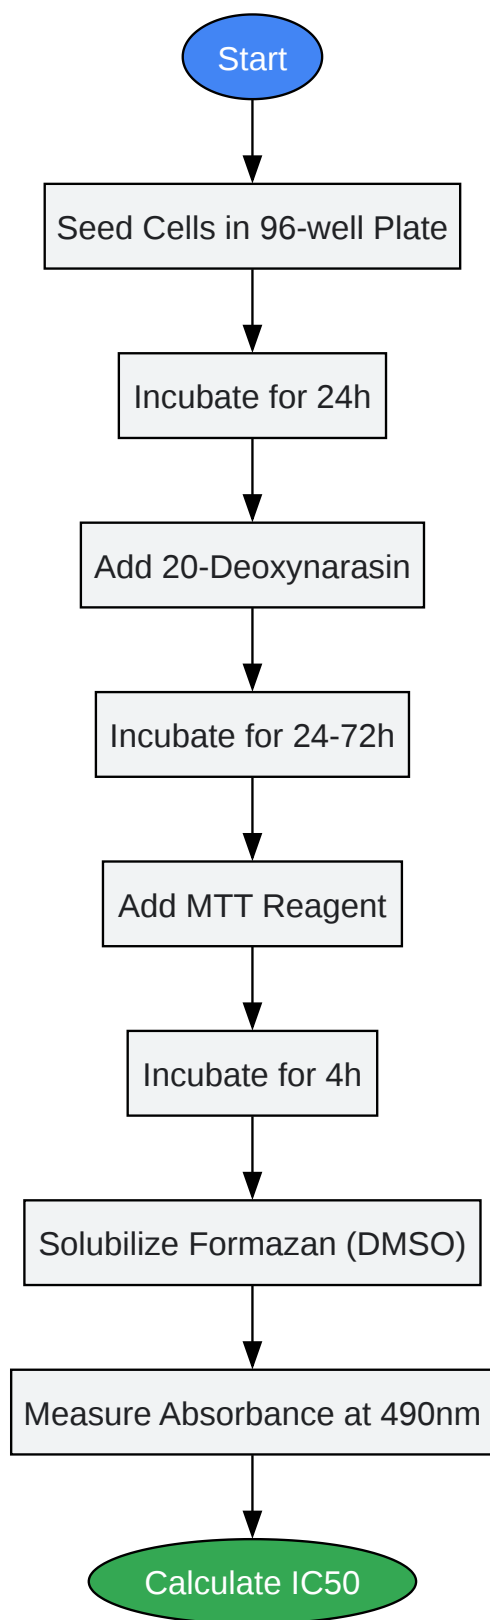 Start
Seed Cells in 96-well Plate
Incubate for 24h
Add 20-Deoxynarasin
Incubate for 24-72h
Add MTT Reagent
Incubate for 4h
Solubilize Formazan (DMSO)
Measure Absorbance at 490nm
Calculate IC50